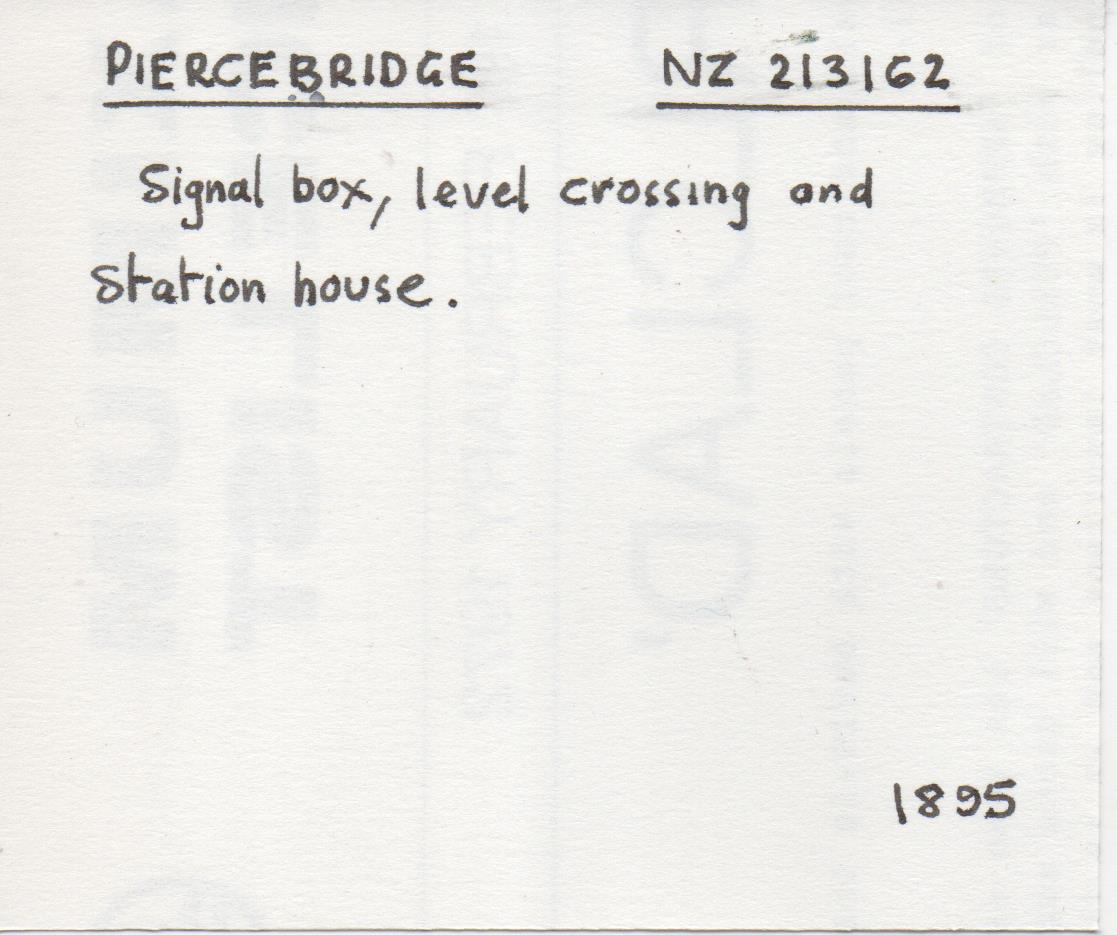 PIERCEBRIDGE NZ 213162
Signal box, level crossing and
Station house.
1895